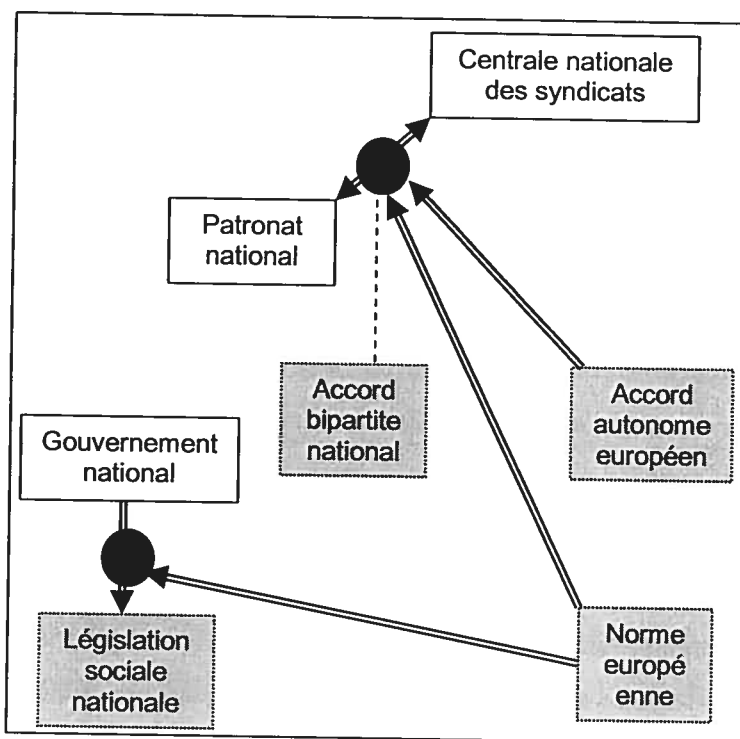 Centrale nationale
des syndicats
Patronat
national
Accord
bipartite
national
Accord
autonome
européen
Gouvernement
national
Législation
sociale
nationale
Norme
europé
enne